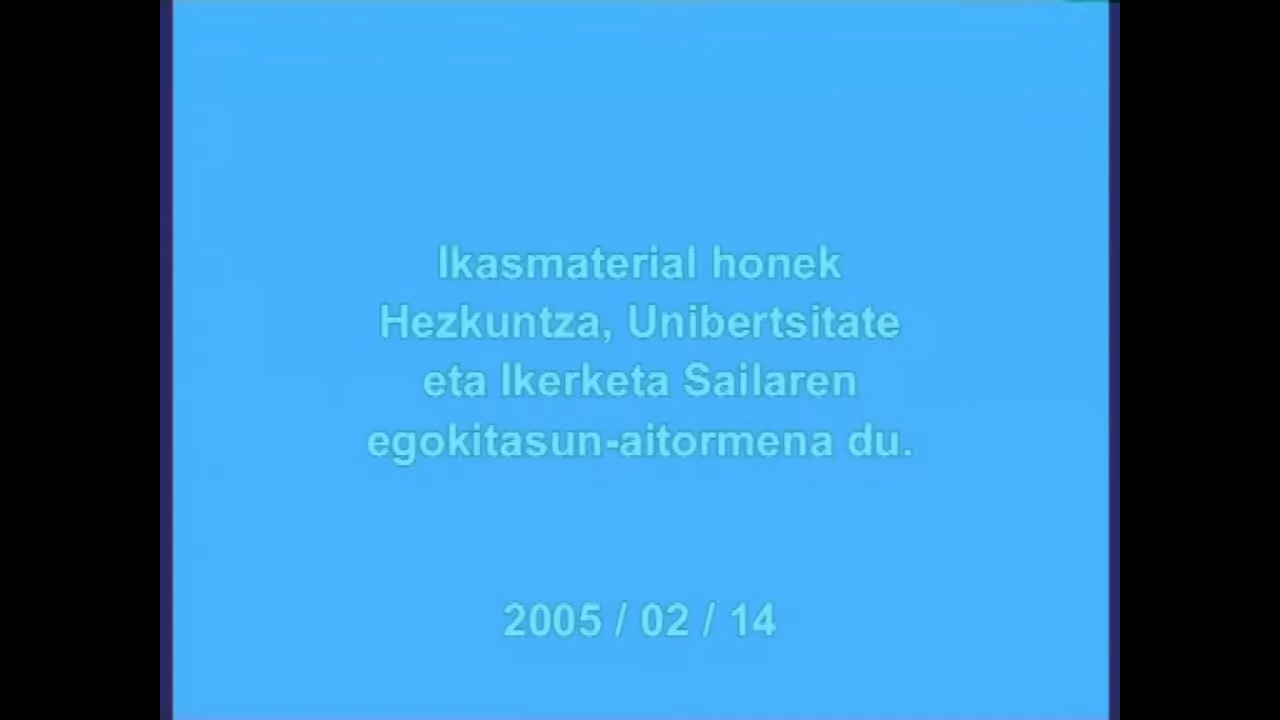 Ikasmaterial honek
Hezkuntza, Unibertsitate
eta Ikerketa Sailaren
egokitasun-aitormena du.
2005 / 02 / 14